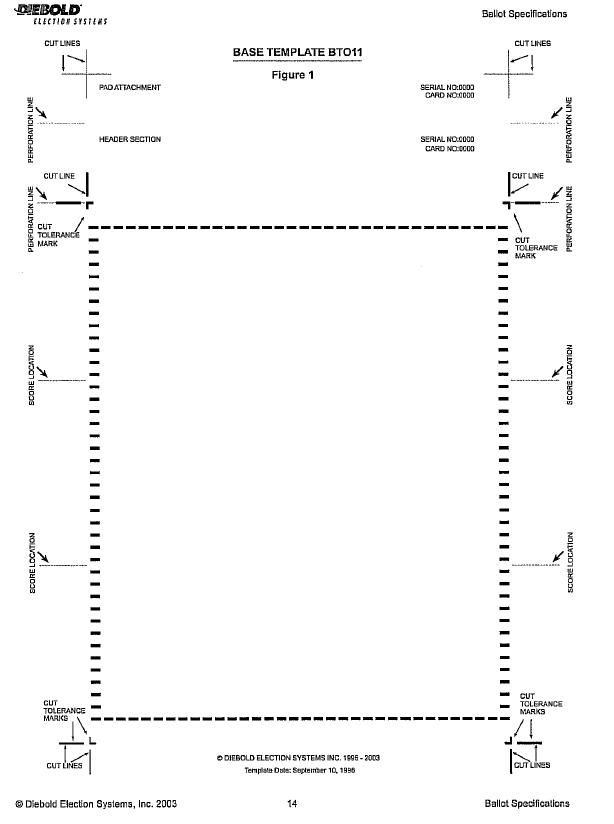 DIEBOLD
ELECTION SYSTEMS
Ballot Specifications
CUT LINES
CUT LINES
BASE TEMPLATE BTO11
Figure 1
PAD ATTACHMENT
SERIAL NO:0000
CARD NO:0000
PERFORATION LINE
PERFORATION LINE
HEADER SECTION
SERIAL NO:0000
CARD NO:0000
CUT LINE
CUT LINE
PERFORATION LINE
PERFORATION LINE
CUT
TOLERANCE
MARK
CUT
TOLERANCE
MARK
SCORE LOCATION
SCORE LOCATION
SCORE LOCATION
SCORE LOCATION
CUT
TOLERANCE
MARKS
CUT
TOLERANCE
MARKS
CUT LINES
CUT LINES
© DIEBOLD ELECTION SYSTEMS INC. 1996 - 2003
Template Date: September 10, 1996
© Diebold Election Systems, Inc. 2003
14
Ballot Specifications